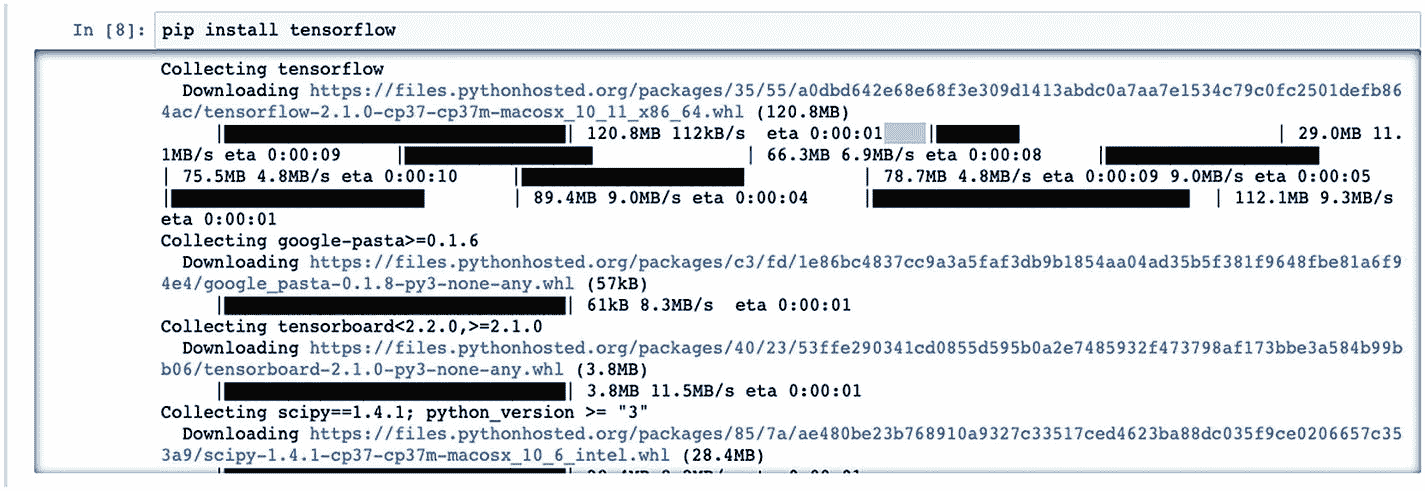 In [8]: pip install tensorflow
Collecting tensorflow
Downloading https://files.pythonhosted.org/packages/35/55/a0dbd642e68e68f3e309d1413abdc0a7aa7e1534c79c0fc2501defb86
4ac/tensorflow-2.1.0-cp37-cp37m-macosx_10_11_x86_64.whl (120.8MB)
|| 120.8MB 112kB/s eta 0:00:01 || | 29.0MB 11.
1MB/s eta 0:00:09 | | 66.3MB 6.9MB/s eta 0:00:08 |
| 75.5MB 4.8MB/s eta 0:00:10 | | 78.7MB 4.8MB/s eta 0:00:09 9.0MB/s eta 0:00:05
| | 89.4MB 9.0MB/s eta 0:00:04 | | 112.1MB 9.3MB/s
eta 0:00:01
Collecting google-pasta>=0.1.6
Downloading https://files.pythonhosted.org/packages/c3/fd/1e86bc4837cc9a3a5faf3db9b1854aa04ad35b5f381f9648fbe81a6f9
4e4/google_pasta-0.1.8-py3-none-any.whl (57kB)
|| 61kB 8.3MB/s eta 0:00:01
Collecting tensorboard<2.2.0,>=2.1.0
Downloading https://files.pythonhosted.org/packages/40/23/53ffe290341cd0855d595b0a2e7485932f473798af173bbe3a584b99b
b06/tensorboard-2.1.0-py3-none-any.whl (3.8MB)
|| 3.8MB 11.5MB/s eta 0:00:01
Collecting scipy==1.4.1; python_version >= "3"
Downloading https://files.pythonhosted.org/packages/85/7a/ae480be23b768910a9327c33517ced4623ba88dc035f9ce0206657c35
3a9/scipy-1.4.1-cp37-cp37m-macosx_10_6_intel.whl (28.4MB)